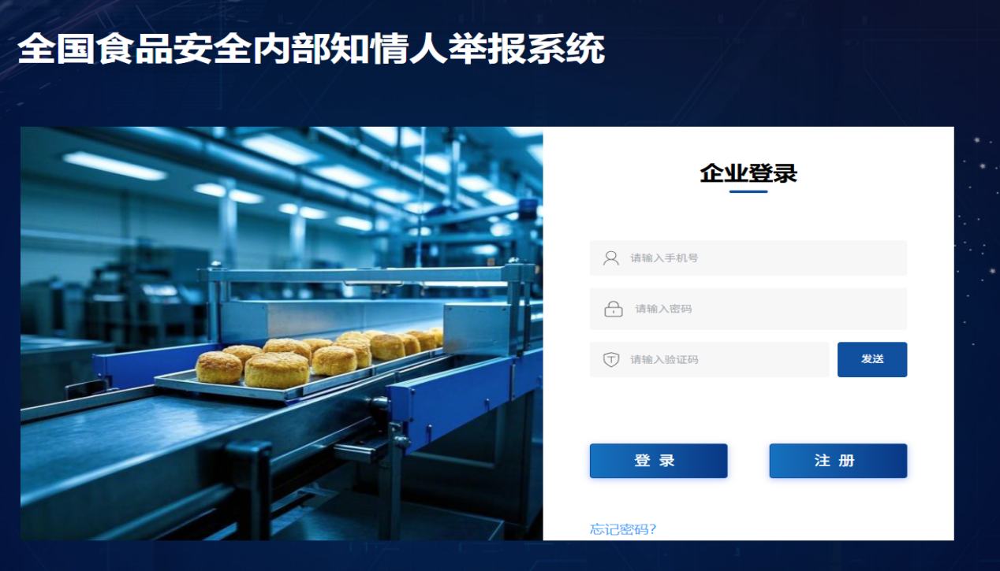 全国食品安全内部知情人举报系统
企业登录
请输入手机号
请输入密码
请输入验证码
发送
登 录
注 册
忘记密码?